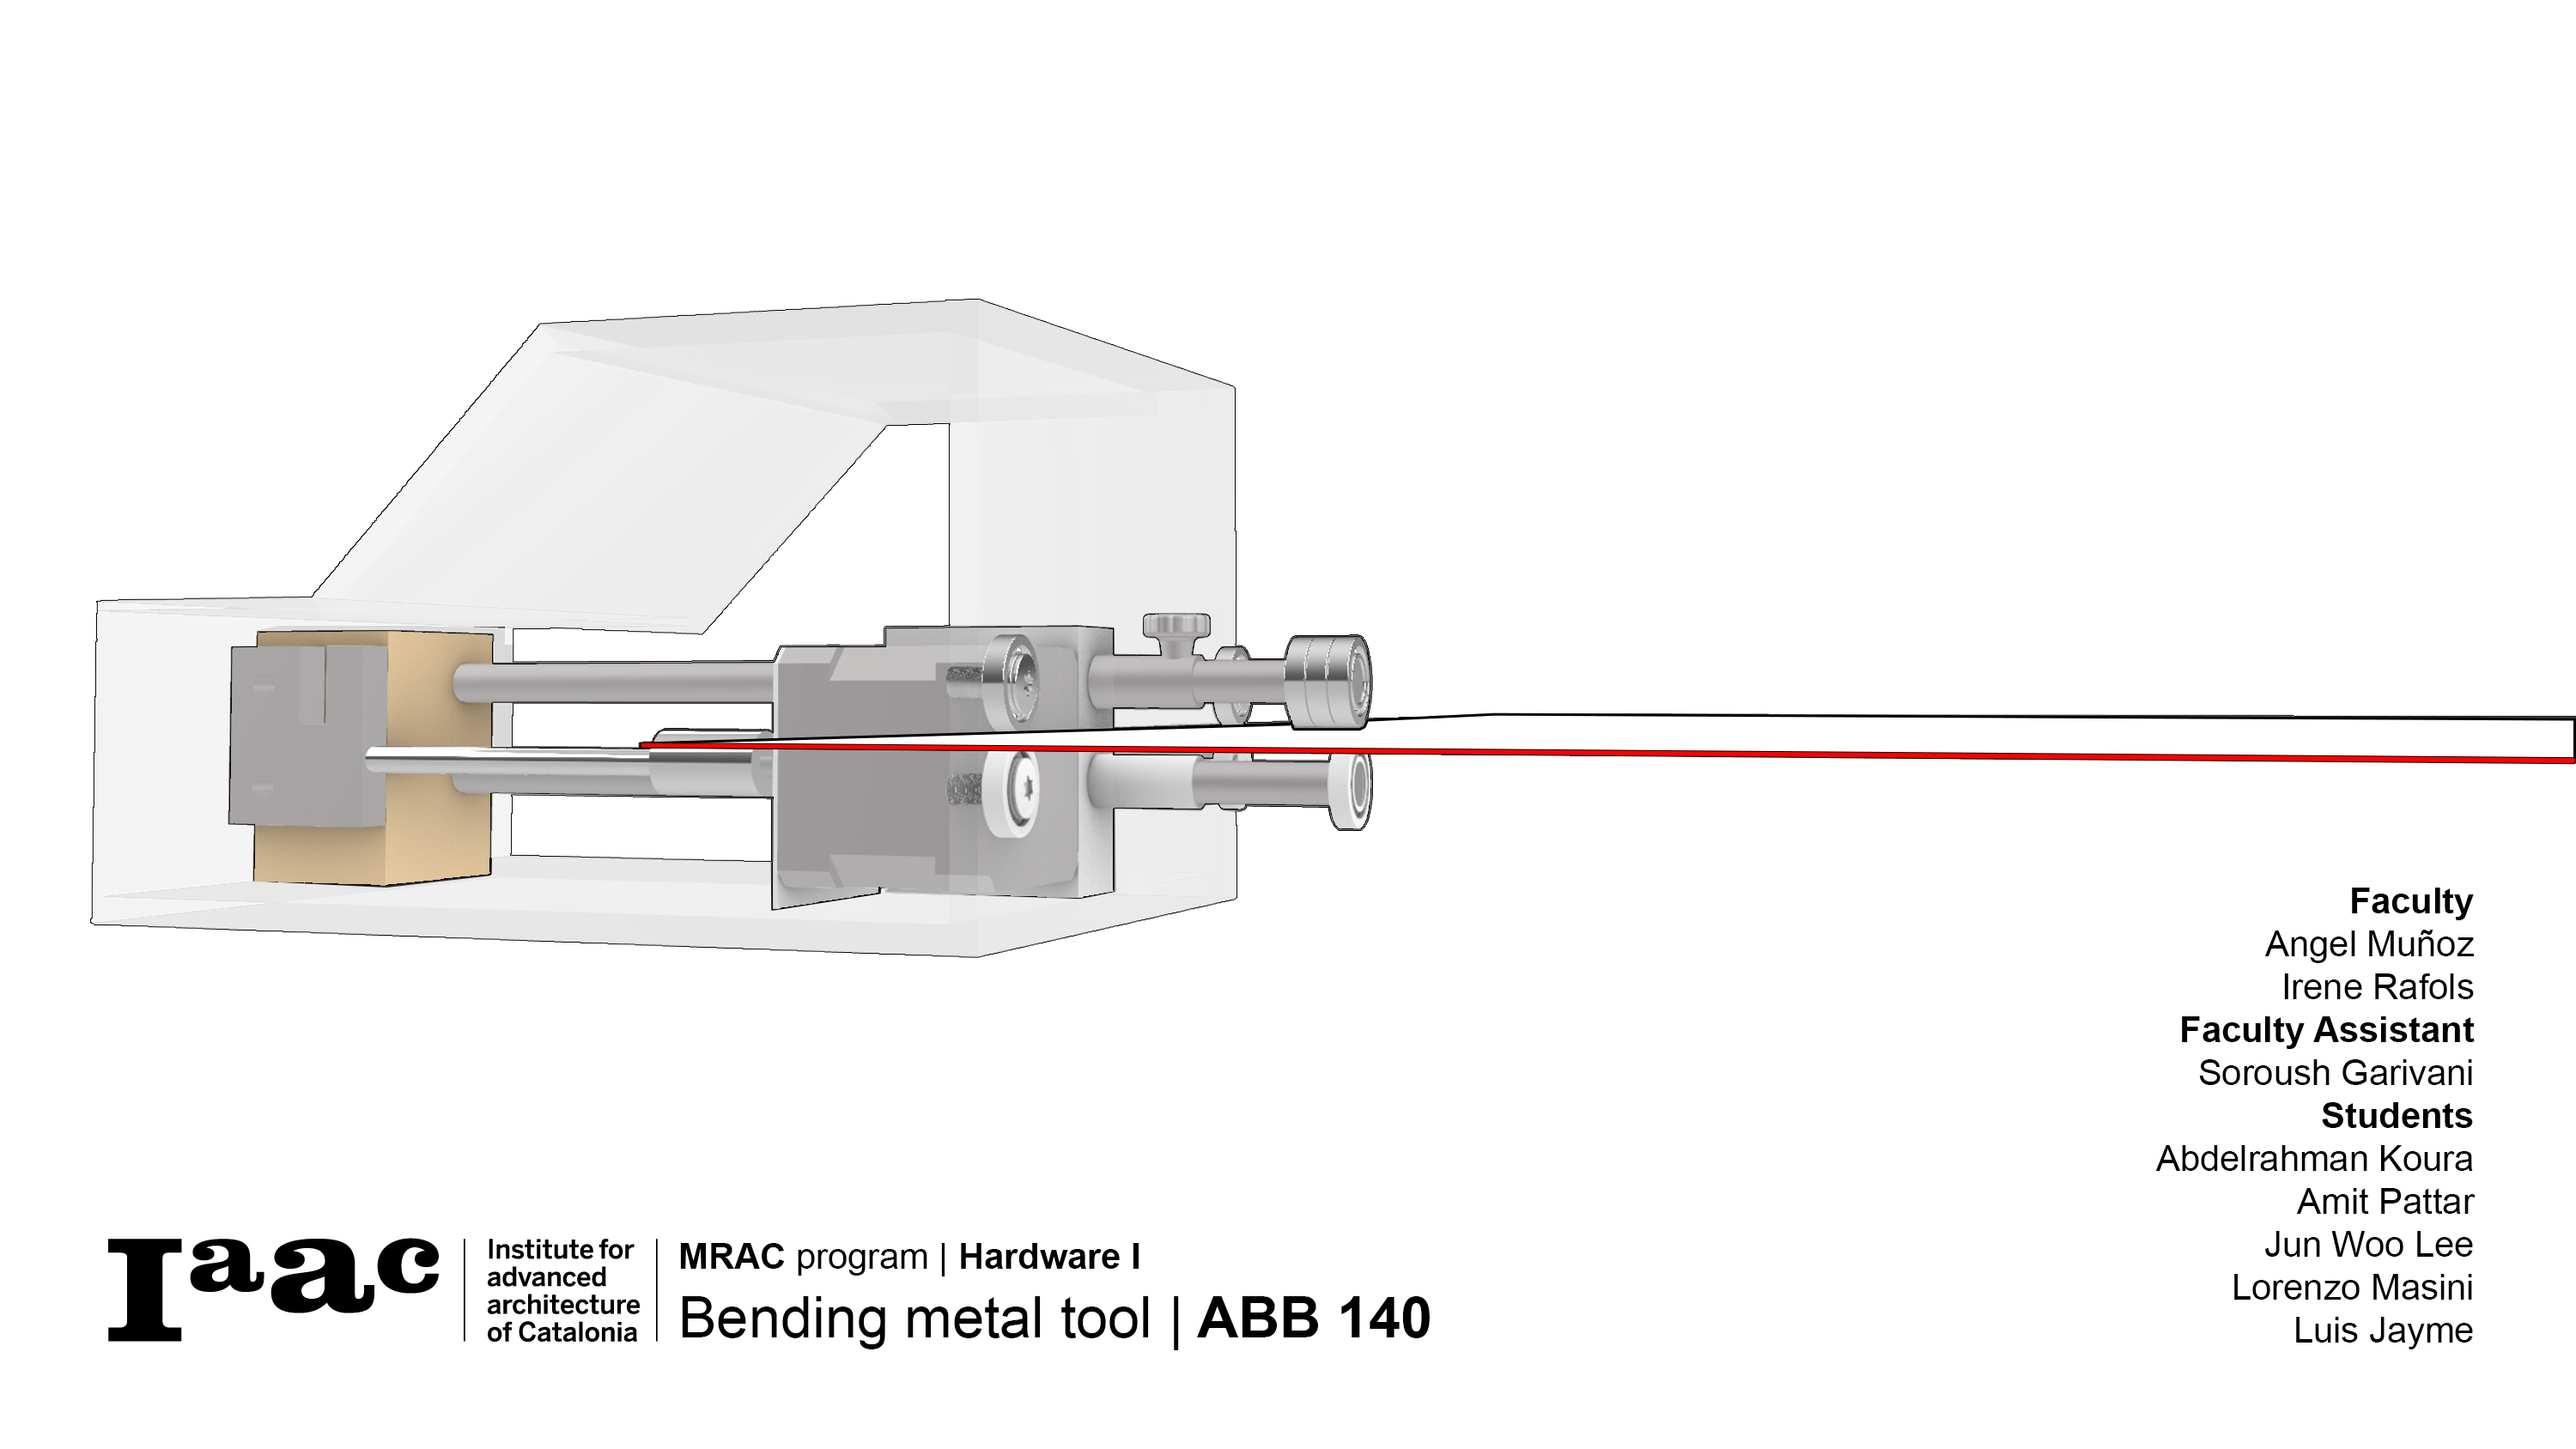 Faculty
Angel Muñoz
Irene Rafols
Faculty Assistant
Soroush Garivani
Students
Abdelrahman Koura
Amit Pattar
Jun Woo Lee
Lorenzo Masini
Luis Jayme
Iaac
Institute for
advanced
architecture
of Catalonia
MRAC program | Hardware I
Bending metal tool | ABB 140